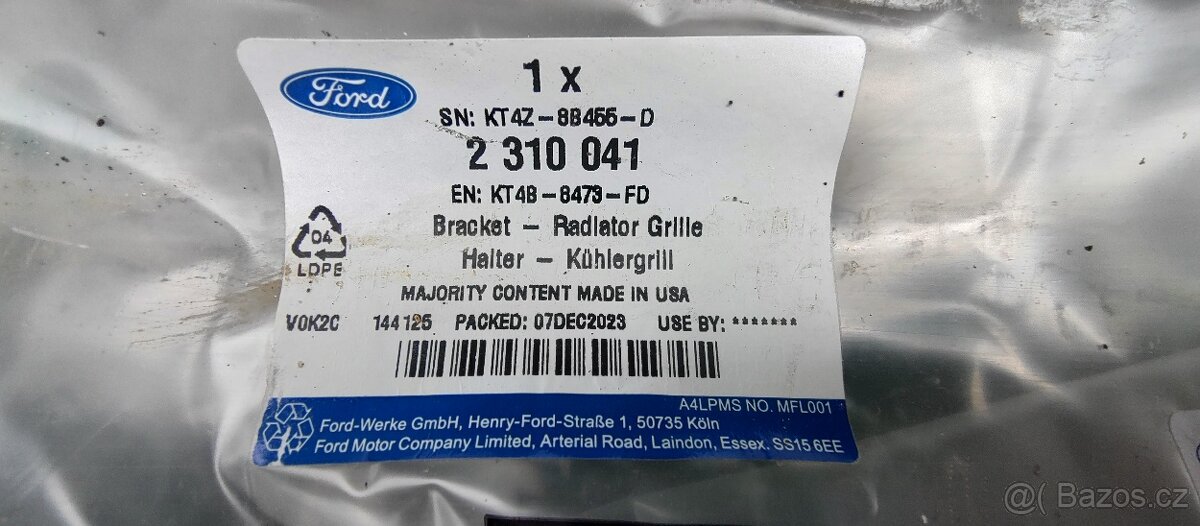 Ford
1 x
SN: KT4Z-8B455-D
2 310 041
EN: KT4B-8473-FD
Bracket - Radiator Grille
Halter - Kühlergrill
04
LDPE
MAJORITY CONTENT MADE IN USA
V0K2C 144125 PACKED: 07DEC2023 USE BY: *******
A4LPMS NO. MFL001
Ford-Werke GmbH, Henry-Ford-Straße 1, 50735 Köln
Ford Motor Company Limited, Arterial Road, Laindon, Essex. SS15 6EE
@( Bazos.cz